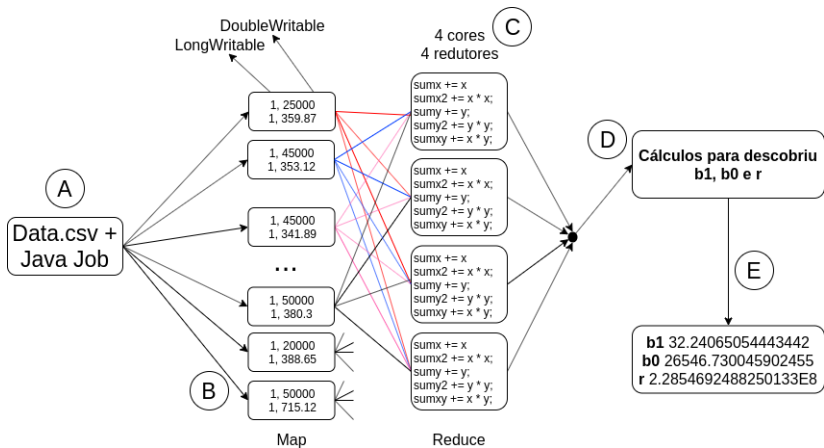 DoubleWritable
LongWritable
4 cores
4 redutores
C
A
Data.csv +
Java Job
B
1, 25000
1, 359.87
1, 45000
1, 353.12
1, 45000
1, 341.89
...
1, 50000
1, 380.3
1, 20000
1, 388.65
1, 50000
1, 715.12
Map
sumx += x
sumx2 += x * x;
sumy += y;
sumy2 += y * y;
sumxy += x * y;
sumx += x
sumx2 += x * x;
sumy += y;
sumy2 += y * y;
sumxy += x * y;
sumx += x
sumx2 += x * x;
sumy += y;
sumy2 += y * y;
sumxy += x * y;
sumx += x
sumx2 += x * x;
sumy += y;
sumy2 += y * y;
sumxy += x * y;
Reduce
D
Cálculos para descobriu
b1, b0 e r
E
b1 32.24065054443442
b0 26546.730045902455
r 2.2854692488250133E8